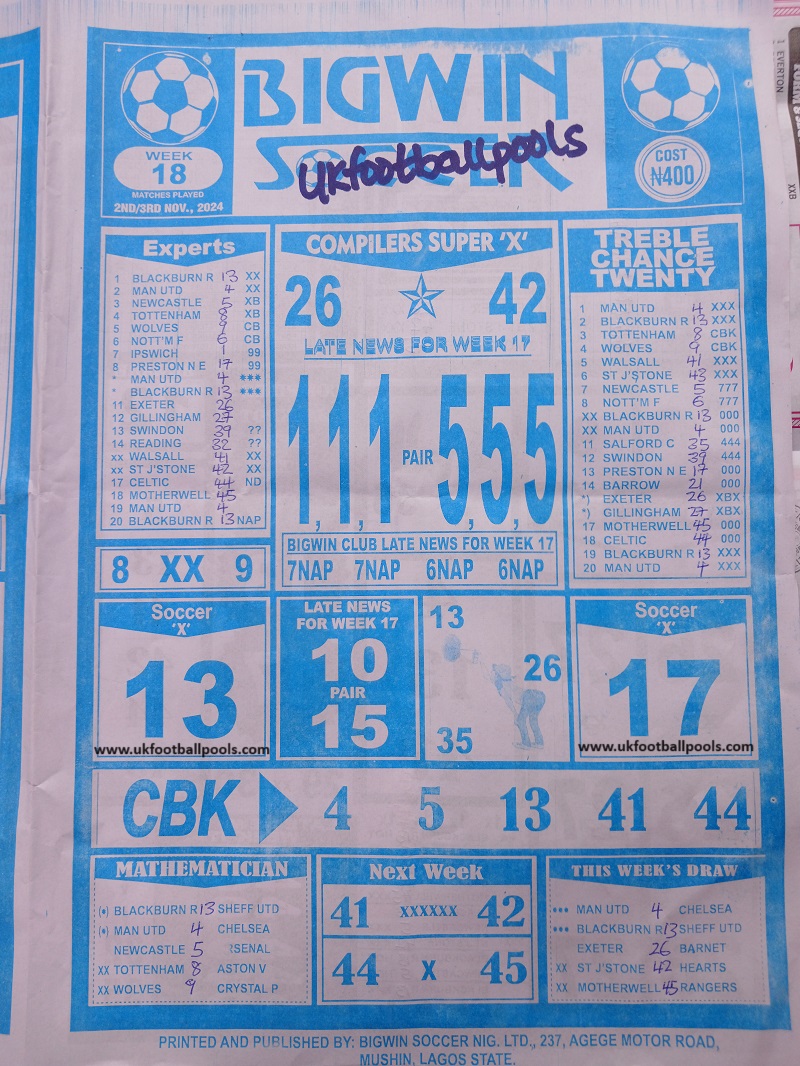 BIGWIN
SOCCER
ukfootballpools
WEEK
18
MATCHES PLAYED
2ND/3RD NOV., 2024
COST
₦400
Experts
1 BLACKBURN R 13 XX
2 MAN UTD 4 XX
3 NEWCASTLE 5 XB
4 TOTTENHAM 8 XB
5 WOLVES 9 CB
6 NOTT'M F 6 CB
7 IPSWICH 1 99
8 PRESTON N E 17 99
* MAN UTD 4 ***
* BLACKBURN R 13 ***
11 EXETER 26
12 GILLINGHAM 27
13 SWINDON 39 ??
14 READING 32 ??
xx WALSALL 41 XX
xx ST J'STONE 42 XX
17 CELTIC 44 ND
18 MOTHERWELL 45
19 MAN UTD 4
20 BLACKBURN R 13 NAP
8 XX 9
COMPILERS SUPER 'X'
26 42
LATE NEWS FOR WEEK 17
1,1,1 PAIR 5,5,5
BIGWIN CLUB LATE NEWS FOR WEEK 17
7NAP 7NAP 6NAP 6NAP
TREBLE
CHANCE
TWENTY
1 MAN UTD 4 XXX
2 BLACKBURN R 13 XXX
3 TOTTENHAM 8 CBK
4 WOLVES 9 CBK
5 WALSALL 41 XXX
6 ST J'STONE 43 XXX
7 NEWCASTLE 5 777
8 NOTT'M F 6 777
XX BLACKBURN R 13 000
XX MAN UTD 4 000
11 SALFORD C 35 444
12 SWINDON 39 444
13 PRESTON N E 17 000
14 BARROW 21 000
*) EXETER 26 XBX
*) GILLINGHAM 27 XBX
17 MOTHERWELL 45 000
18 CELTIC 44 000
19 BLACKBURN R 13 XXX
20 MAN UTD 4 XXX
Soccer
'X'
13
www.ukfootballpools.com
LATE NEWS
FOR WEEK 17
10
PAIR
15
13
26
35
Soccer
'X'
17
www.ukfootballpools.com
CBK 4 5 13 41 44
MATHEMATICIAN
(*) BLACKBURN R 13 SHEFF UTD
(*) MAN UTD 4 CHELSEA
NEWCASTLE 5 RSENAL
XX TOTTENHAM 8 ASTON V
XX WOLVES 9 CRYSTAL P
Next Week
41 XXXXXX 42
44 X 45
THIS WEEK'S DRAW
*** MAN UTD 4 CHELSEA
*** BLACKBURN R 13 SHEFF UTD
EXETER 26 BARNET
XX ST J'STONE 42 HEARTS
XX MOTHERWELL 45 RANGERS
PRINTED AND PUBLISHED BY: BIGWIN SOCCER NIG. LTD., 237, AGEGE MOTOR ROAD,
MUSHIN, LAGOS STATE.
1 EVERTON
XXB